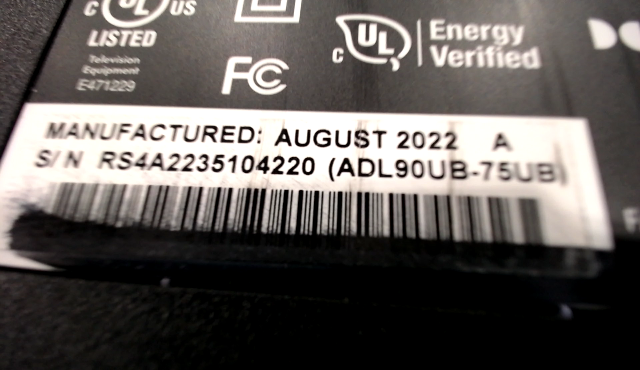 c UL US
LISTED
Television
Equipment
E471229
FC
c UL Energy
Verified
MANUFACTURED: AUGUST 2022 A
S/N RS4A2235104220 (ADL90UB-75UB)